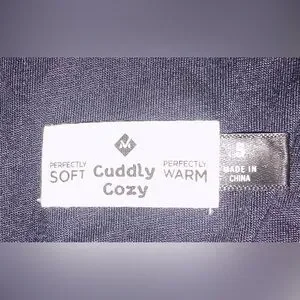 M
PERFECTLY SOFT
Cuddly
Cozy
PERFECTLY WARM
S
MADE IN
CHINA